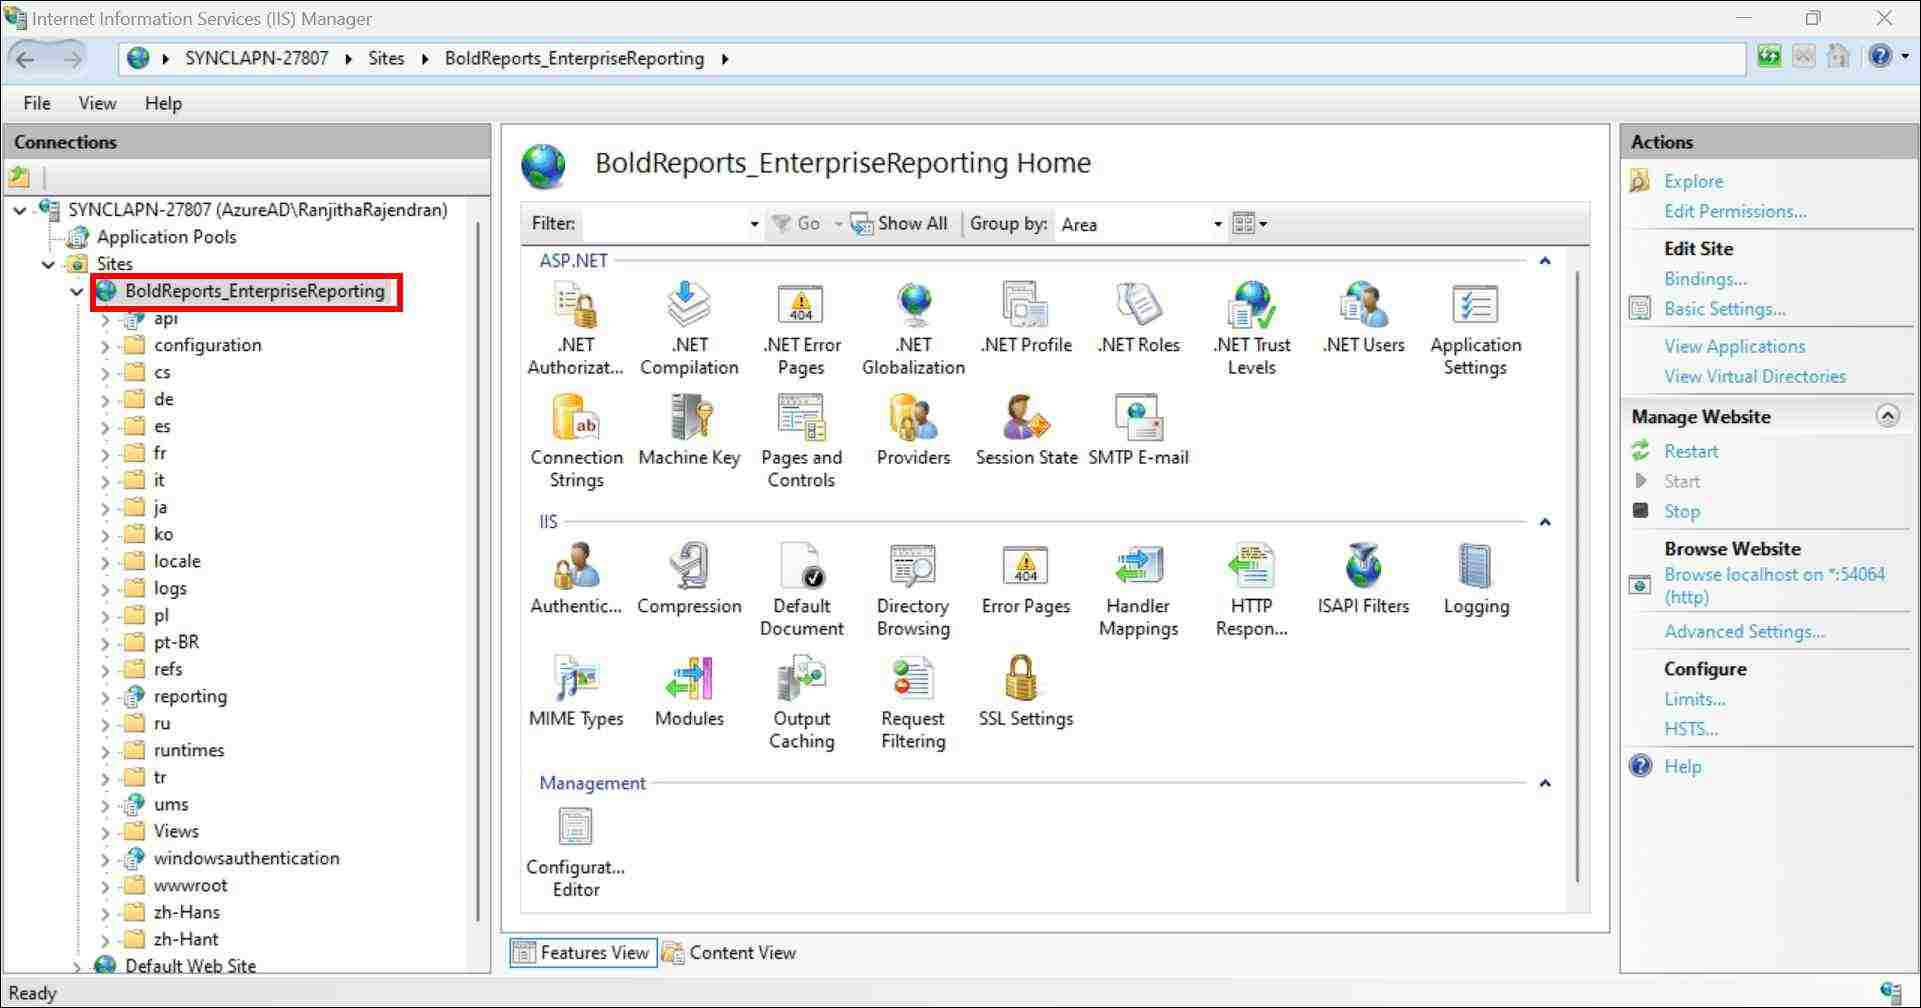 Internet Information Services (IIS) Manager
SYNCLAPN-27807 Sites BoldReports_EnterpriseReporting
File View Help
Connections
SYNCLAPN-27807 (AzureAD\RanjithaRajendran)
Application Pools
Sites
BoldReports_EnterpriseReporting
api
configuration
cs
de
es
fr
it
ja
ko
locale
logs
pl
pt-BR
refs
reporting
ru
runtimes
tr
ums
Views
windowsauthentication
wwwroot
zh-Hans
zh-Hant
Default Web Site
BoldReports_EnterpriseReporting Home
Filter: Go Show All Group by: Area
ASP.NET
.NET Authorizat...
.NET Compilation
.NET Error Pages
.NET Globalization
.NET Profile
.NET Roles
.NET Trust Levels
.NET Users
Application Settings
Connection Strings
Machine Key
Pages and Controls
Providers
Session State
SMTP E-mail
IIS
Authentic...
Compression
Default Document
Directory Browsing
Error Pages
Handler Mappings
HTTP Respon...
ISAPI Filters
Logging
MIME Types
Modules
Output Caching
Request Filtering
SSL Settings
Management
Configurat... Editor
Features View Content View
Actions
Explore
Edit Permissions...
Edit Site
Bindings...
Basic Settings...
View Applications
View Virtual Directories
Manage Website
Restart
Start
Stop
Browse Website
Browse localhost on *:54064
(http)
Advanced Settings...
Configure
Limits...
HSTS...
Help
Ready